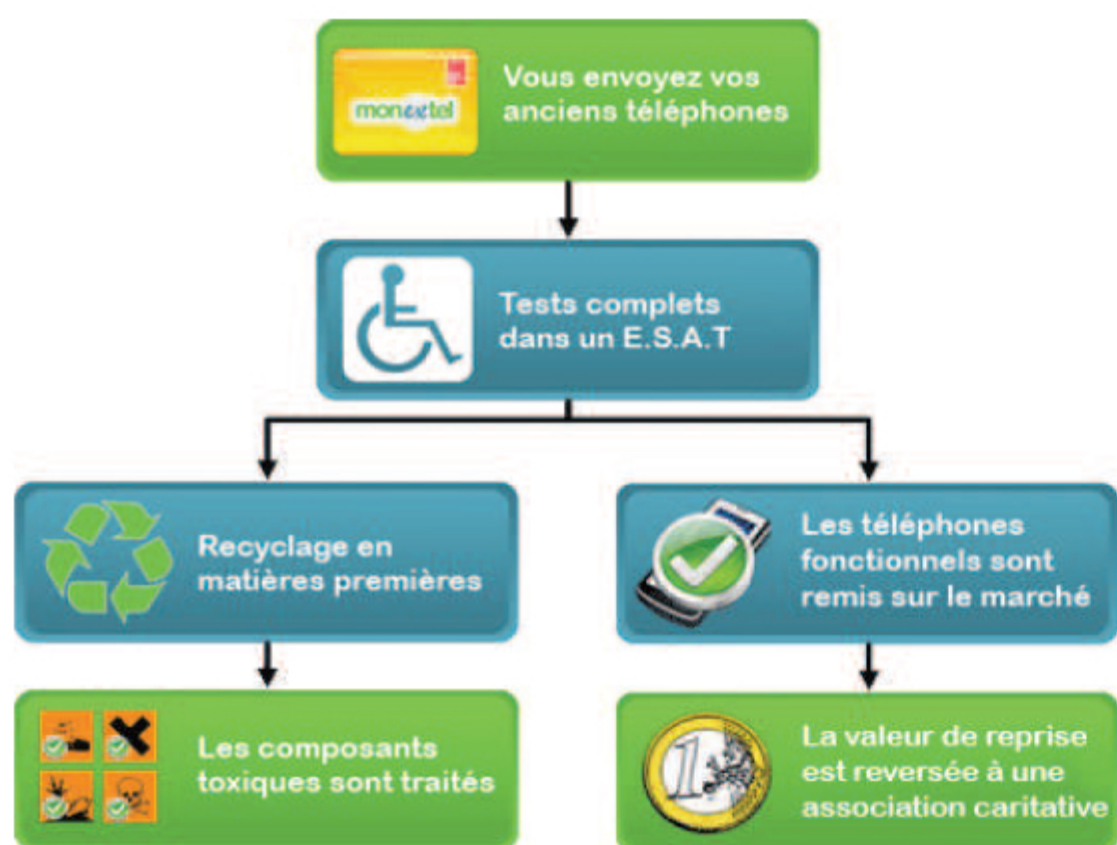 monextel
Vous envoyez vos
anciens téléphones
Tests complets
dans un E.S.A.T
Recyclage en
matières premières
Les téléphones
fonctionnels sont
remis sur le marché
Les composants
toxiques sont traités
1
La valeur de reprise
est reversée à une
association caritative